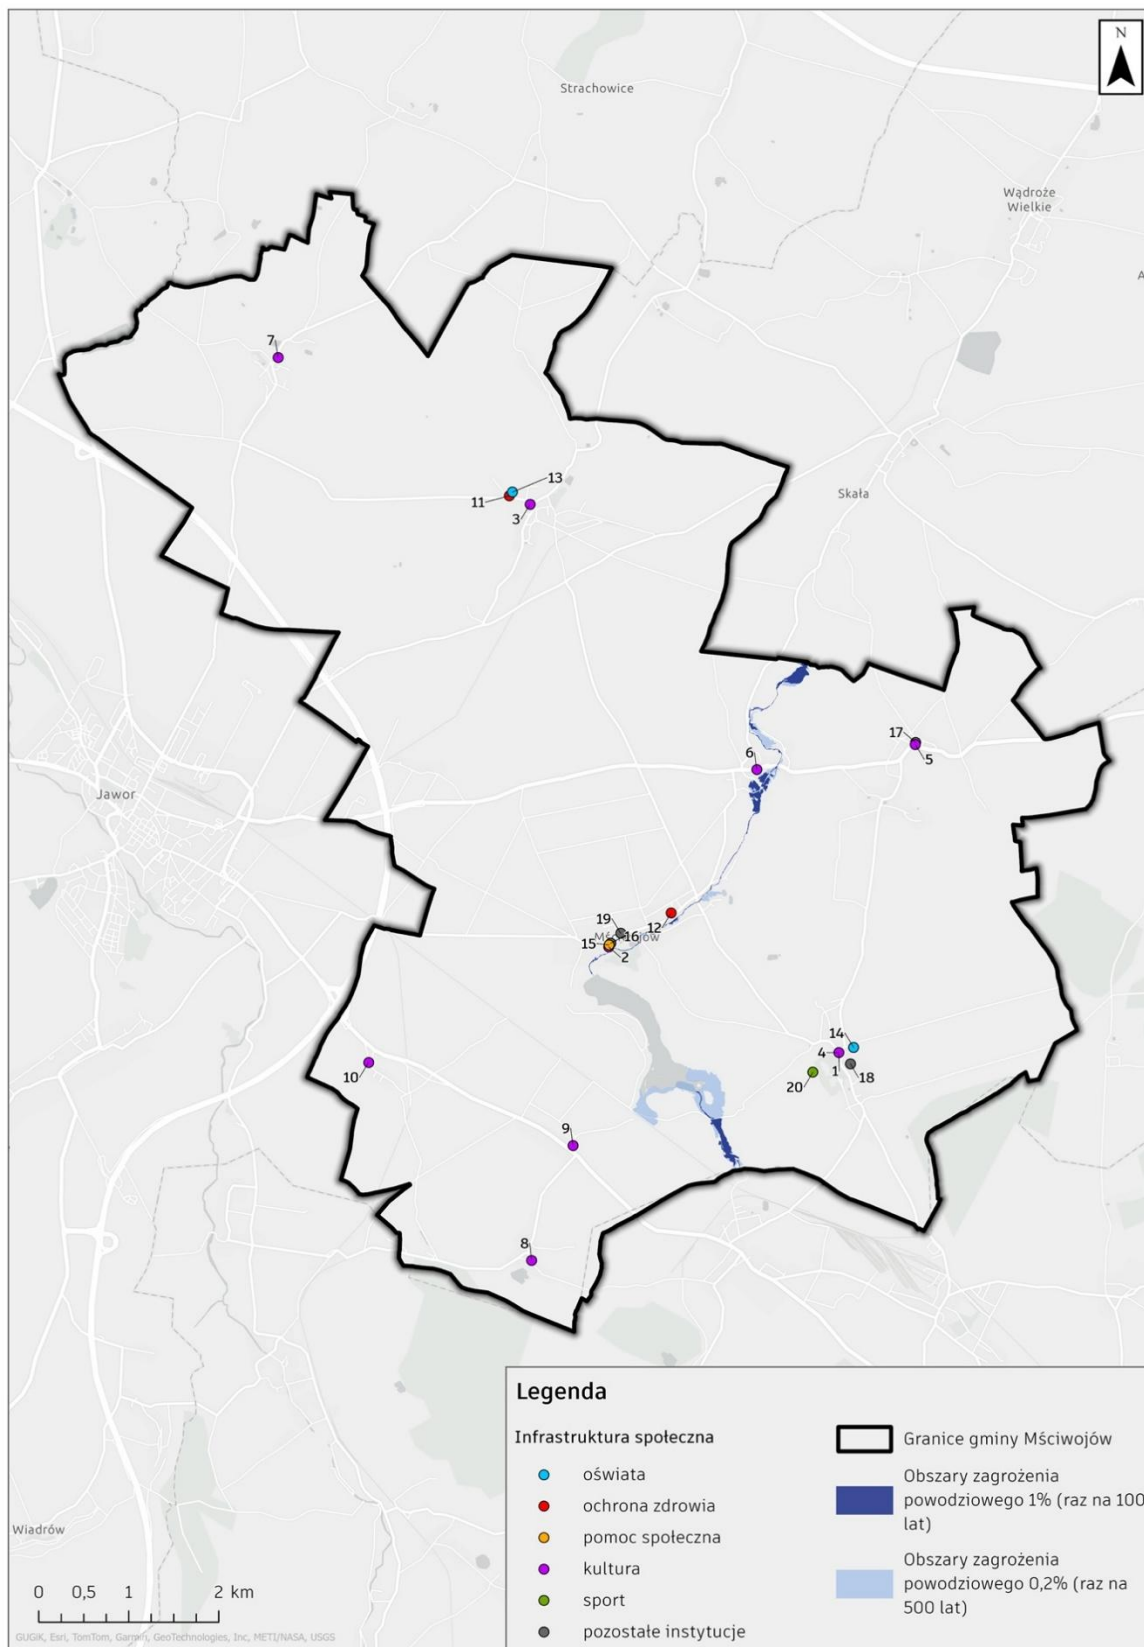 N
Strachowice
Wądroże
Wielkie
A
7
13
11
3
Skała
17
5
6
Jawor
19
12
16
Mściwojów
15
2
14
4
1
18
20
10
9
8
Legenda
Infrastruktura społeczna
oświata
ochrona zdrowia
pomoc społeczna
kultura
sport
pozostałe instytucje
Granice gminy Mściwojów
Obszary zagrożenia
powodziowego 1% (raz na 100
lat)
Obszary zagrożenia
powodziowego 0,2% (raz na
500 lat)
Wiadrów
0 0,5 1 2 km
GUGiK, Esri, TomTom, Garmin, GeoTechnologies, Inc, METI/NASA, USGS